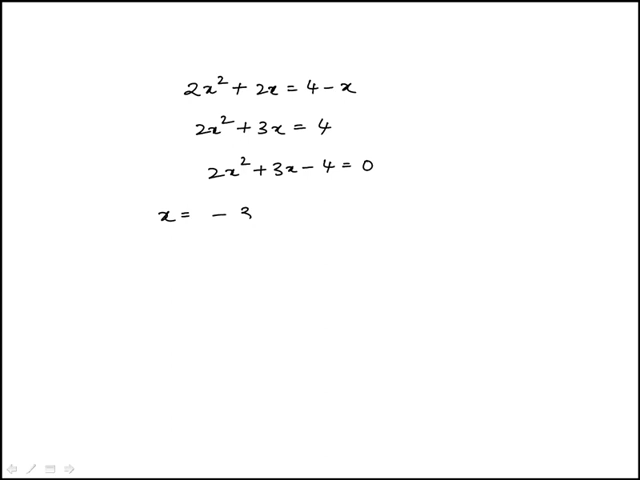 2x² + 2x = 4 - x
2x² + 3x = 4
2x² + 3x - 4 = 0
x = - 3